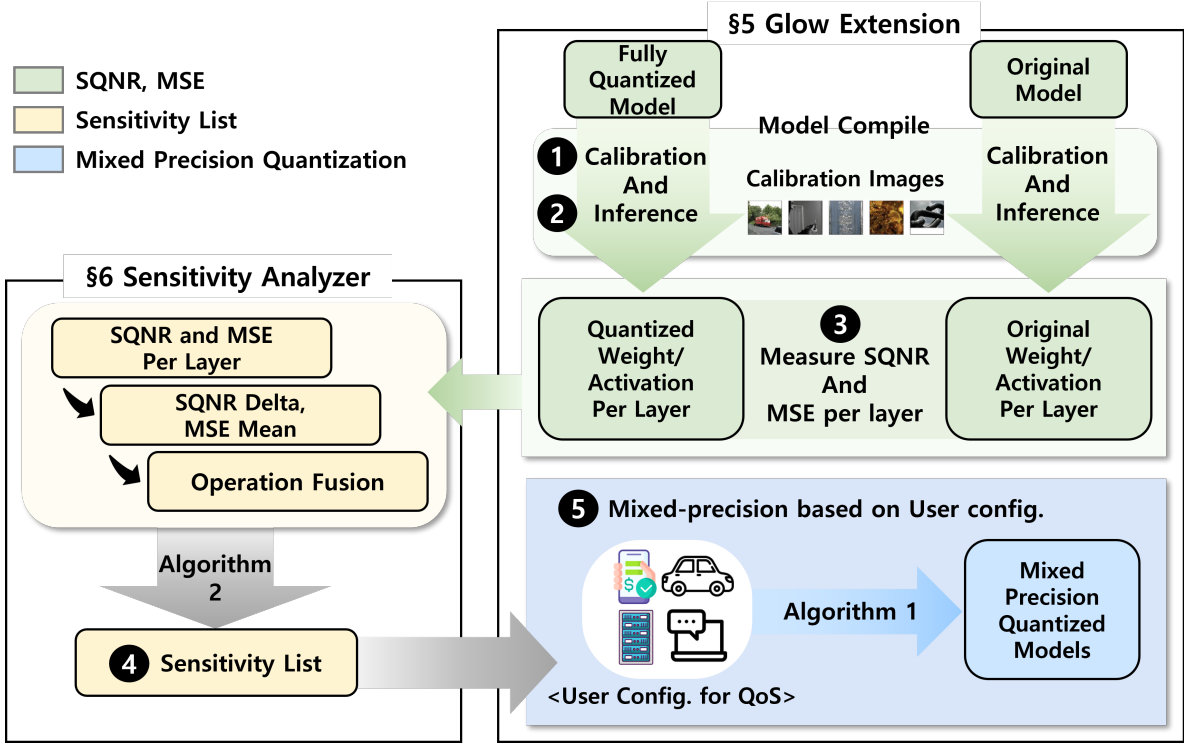 SQNR, MSE
Sensitivity List
Mixed Precision Quantization
§5 Glow Extension
Fully
Quantized
Model
Original
Model
Model Compile
1
Calibration
And
Inference
2
Calibration Images
Calibration
And
Inference
Quantized
Weight/
Activation
Per Layer
3
Measure SQNR
And
MSE per layer
Original
Weight/
Activation
Per Layer
§6 Sensitivity Analyzer
SQNR and MSE
Per Layer
SQNR Delta,
MSE Mean
Operation Fusion
Algorithm
2
4 Sensitivity List
5 Mixed-precision based on User config.
$
<User Config. for QoS>
Algorithm 1
Mixed
Precision
Quantized
Models